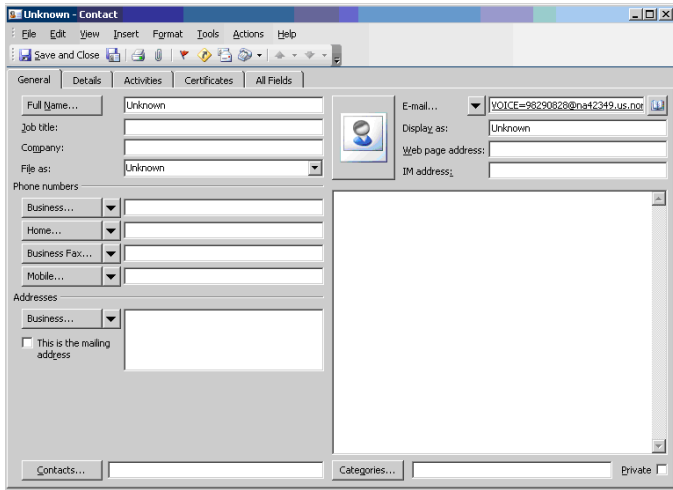 Unknown - Contact
File Edit View Insert Format Tools Actions Help
Save and Close
General Details Activities Certificates All Fields
Full Name... Unknown
Job title:
Company:
File as: Unknown
E-mail... VOICE=98290828@na42349.us.nor
Display as: Unknown
Web page address:
IM address:
Phone numbers
Business...
Home...
Business Fax...
Mobile...
Addresses
Business...
This is the mailing
address
Contacts... Categories... Private